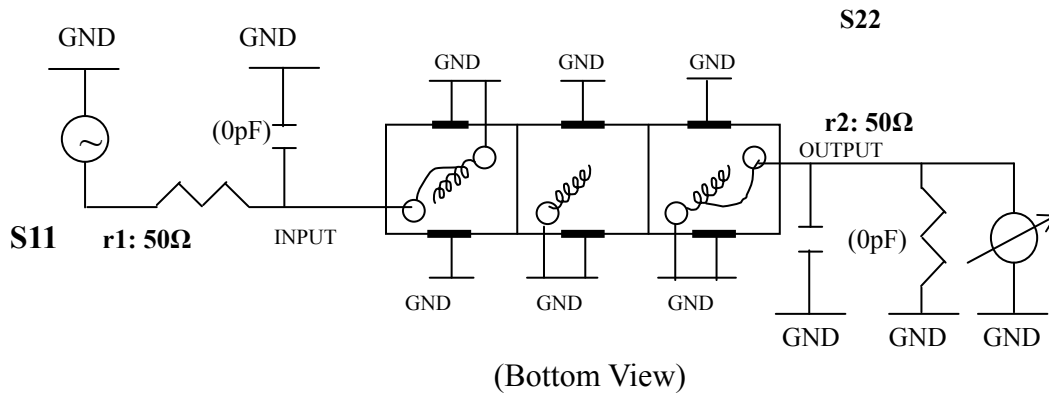 S22
GND
GND
GND
GND
GND
(0pF)
r2: 50Ω
OUTPUT
S11
r1: 50Ω
INPUT
(0pF)
GND
GND
GND
GND
GND
GND
(Bottom View)